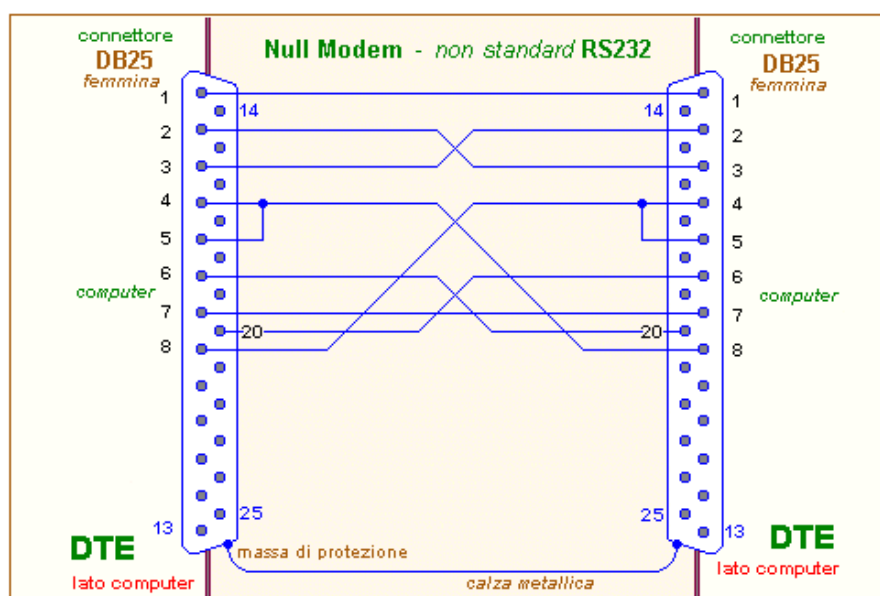 connettore
DB25
femmina
Null Modem - non standard RS232
connettore
DB25
femmina
1
14
14
1
2
2
3
3
4
4
5
5
6
6
computer
computer
7
7
20
20
8
8
25
25
13
13
DTE
massa di protezione
DTE
lato computer
calza metallica
lato computer